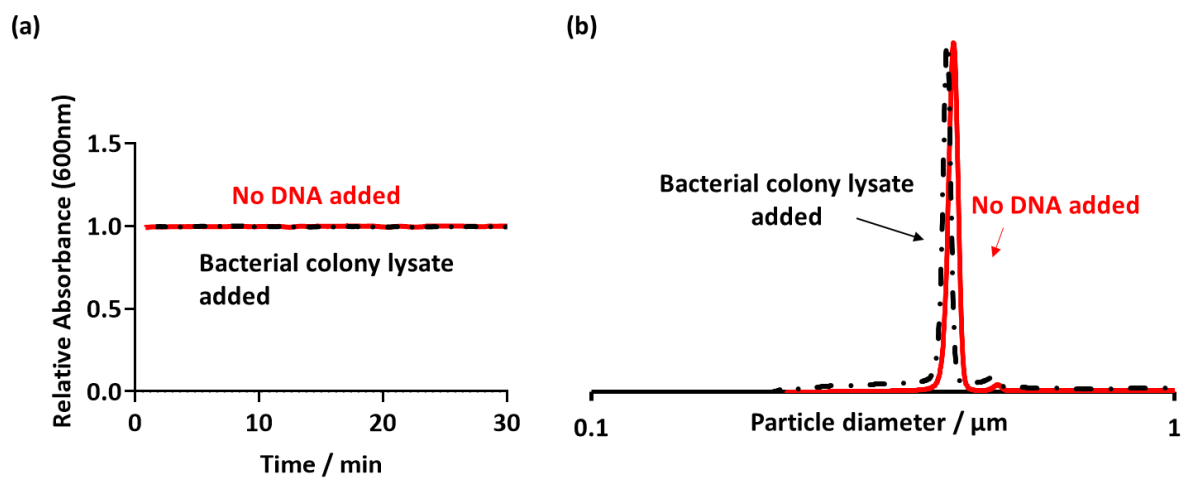 (a)
Relative Absorbance (600nm)
1.5
1.0
0.5
0.0
No DNA added
Bacterial colony lysate
added
0 10 20 30
Time / min
(b)
Bacterial colony lysate
added
No DNA added
0.1 1
Particle diameter / μm